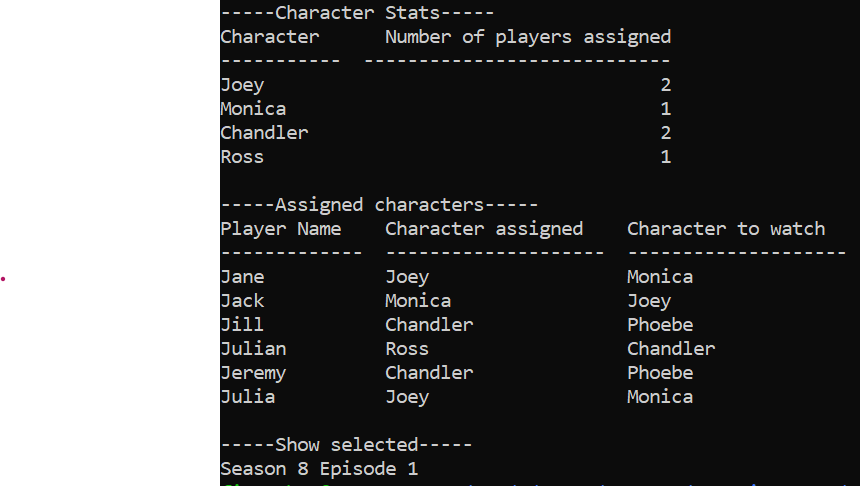 -----Character Stats-----
Character      Number of players assigned
-----------  ----------------------------
Joey                                    2
Monica                                  1
Chandler                                2
Ross                                    1

-----Assigned characters-----
Player Name    Character assigned    Character to watch
-------------  --------------------  --------------------
Jane           Joey                  Monica
Jack           Monica                Joey
Jill           Chandler              Phoebe
Julian         Ross                  Chandler
Jeremy         Chandler              Phoebe
Julia          Joey                  Monica

-----Show selected-----
Season 8 Episode 1